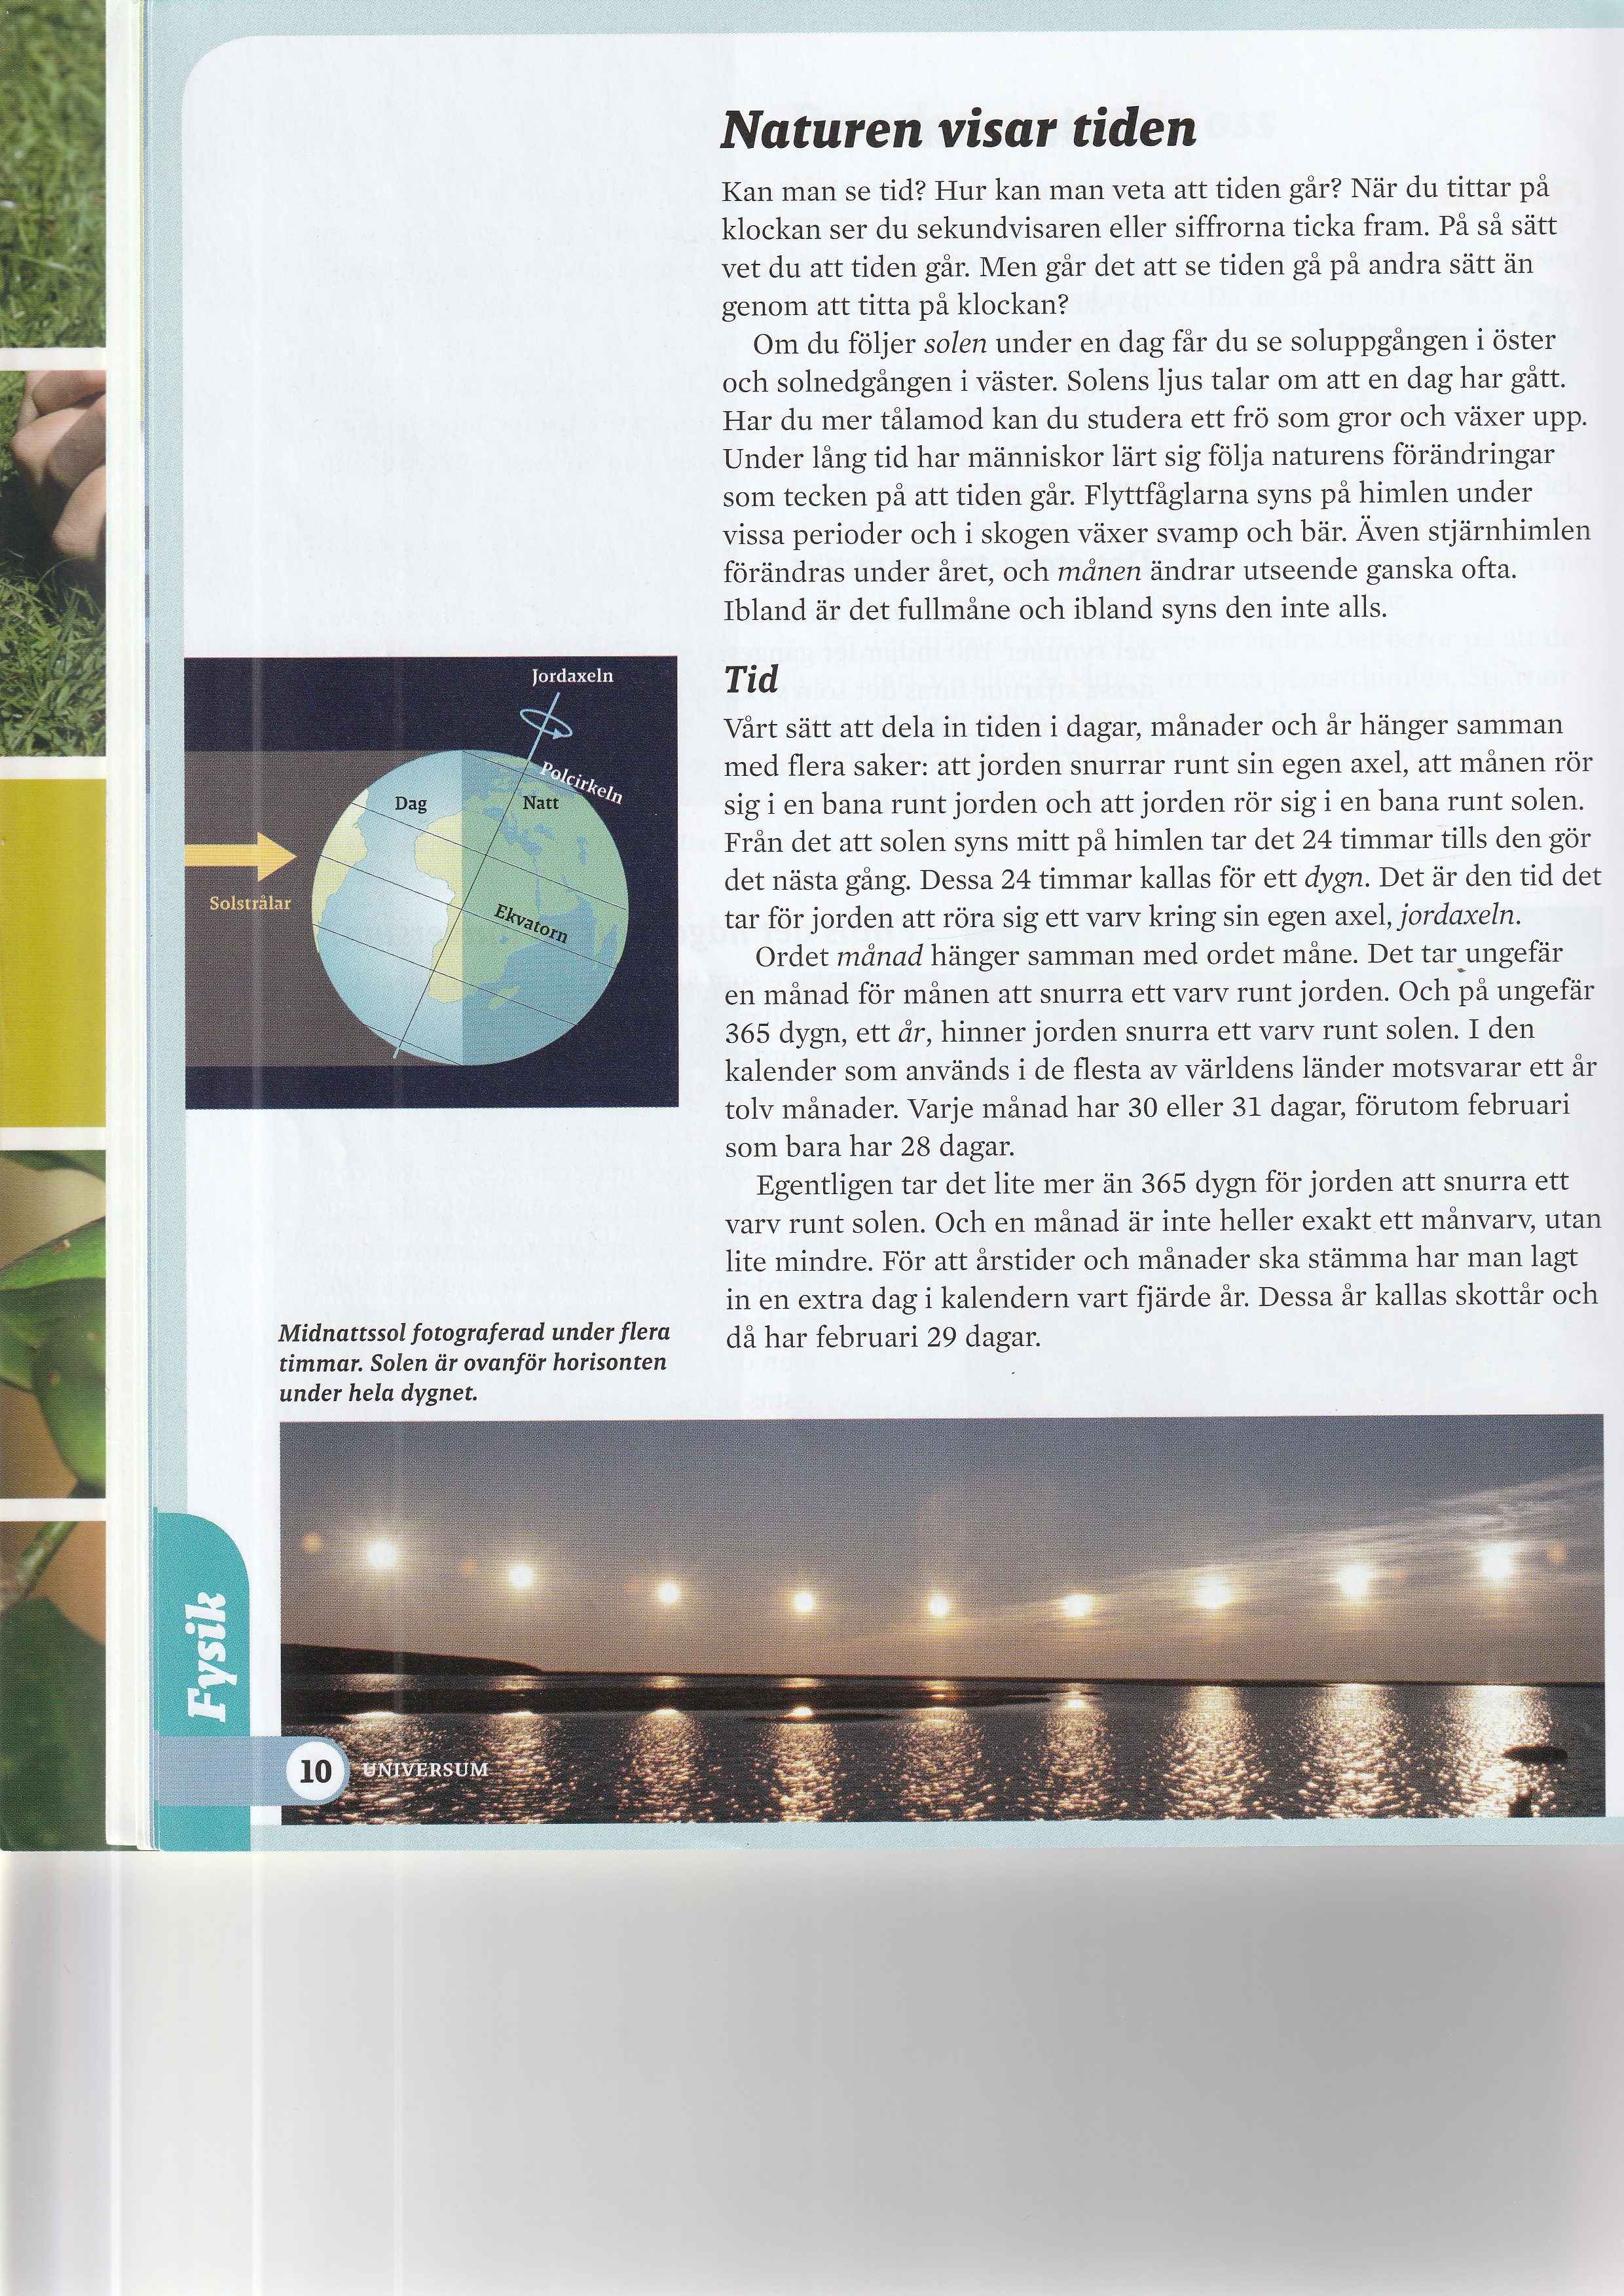 Naturen visar tiden
Kan man se tid? Hur kan man veta att tiden går? När du tittar på
klockan ser du sekundvisaren eller siffrorna ticka fram. På så sätt
vet du att tiden går. Men går det att se tiden gå på andra sätt än
genom att titta på klockan?
Om du följer solen under en dag får du se soluppgången i öster
och solnedgången i väster. Solens ljus talar om att en dag har gått.
Har du mer tålamod kan du studera ett frö som gror och växer upp.
Under lång tid har människor lärt sig följa naturens förändringar
som tecken på att tiden går. Flyttfåglarna syns på himlen under
vissa perioder och i skogen växer svamp och bär. Även stjärnhimlen
förändras under året, och månen ändrar utseende ganska ofta.
Ibland är det fullmåne och ibland syns den inte alls.
Jordaxeln
Polcirkeln
Dag
Natt
Solstrålar
Ekvatorn
Tid
Vårt sätt att dela in tiden i dagar, månader och år hänger samman
med flera saker: att jorden snurrar runt sin egen axel, att månen rör
sig i en bana runt jorden och att jorden rör sig i en bana runt solen.
Från det att solen syns mitt på himlen tar det 24 timmar tills den gör
det nästa gång. Dessa 24 timmar kallas för ett dygn. Det är den tid det
tar för jorden att röra sig ett varv kring sin egen axel, jordaxeln.
Ordet månad hänger samman med ordet måne. Det tar ungefär
en månad för månen att snurra ett varv runt jorden. Och på ungefär
365 dygn, ett år, hinner jorden snurra ett varv runt solen. I den
kalender som används i de flesta av världens länder motsvarar ett år
tolv månader. Varje månad har 30 eller 31 dagar, förutom februari
som bara har 28 dagar.
Egentligen tar det lite mer än 365 dygn för jorden att snurra ett
varv runt solen. Och en månad är inte heller exakt ett månvarv, utan
lite mindre. För att årstider och månader ska stämma har man lagt
in en extra dag i kalendern vart fjärde år. Dessa år kallas skottår och
då har februari 29 dagar.
Midnattssol fotograferad under flera
timmar. Solen är ovanför horisonten
under hela dygnet.
Fysik
10 UNIVERSUM